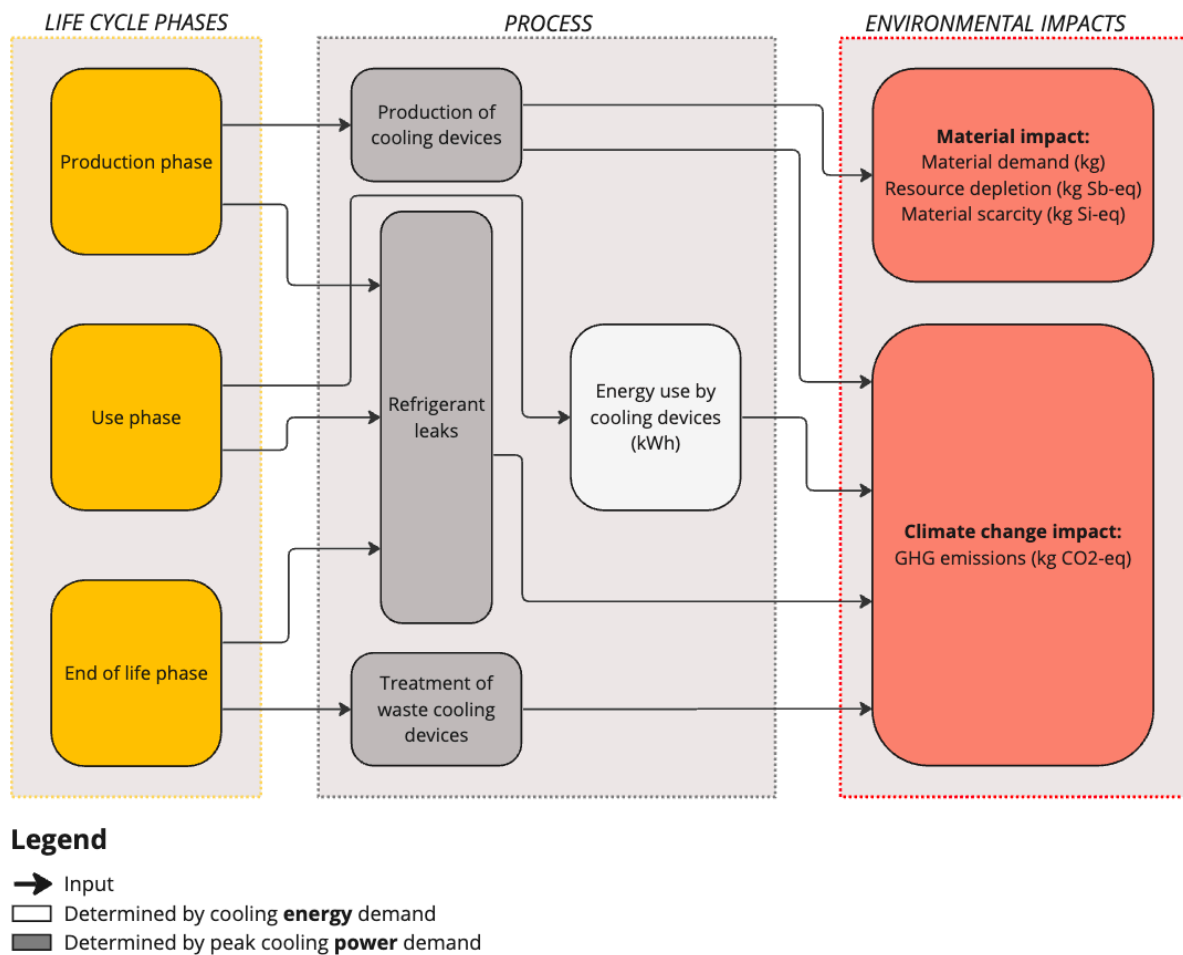 LIFE CYCLE PHASES
PROCESS
ENVIRONMENTAL IMPACTS
Production phase
Use phase
End of life phase
Production of
cooling devices
Refrigerant
leaks
Energy use by
cooling devices
(kWh)
Treatment of
waste cooling
devices
Material impact:
Material demand (kg)
Resource depletion (kg Sb-eq)
Material scarcity (kg Si-eq)
Climate change impact:
GHG emissions (kg CO2-eq)
Legend
Input
Determined by cooling energy demand
Determined by peak cooling power demand